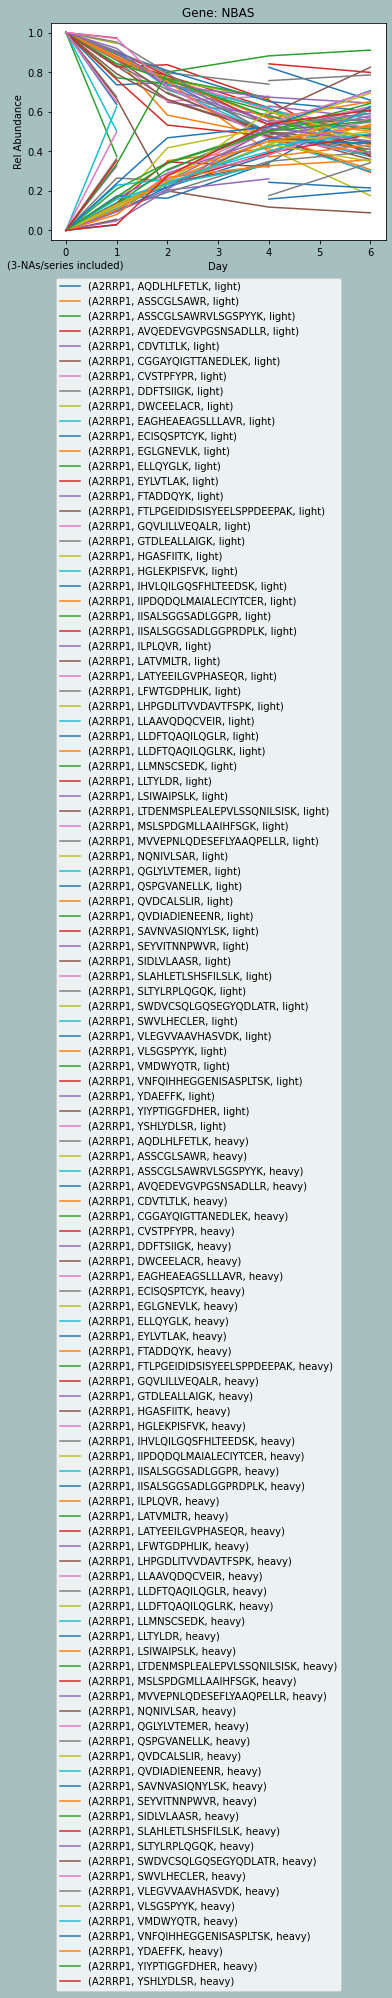 Gene: NBAS
1.0
0.8
0.6
0.4
0.2
0.0
Rel Abundance
0 1 2 3 4 5 6
(3-NAs/series included)
Day
(A2RRP1, AQDLHLFETLK, light)
(A2RRP1, ASSCGLSAWR, light)
(A2RRP1, ASSCGLSAWRVLSGSPYYK, light)
(A2RRP1, AVQEDEVGVPGSNSADLLR, light)
(A2RRP1, CDVTLTLK, light)
(A2RRP1, CGGAYQIGTTANEDLEK, light)
(A2RRP1, CVSTPFYPR, light)
(A2RRP1, DDFTSIIGK, light)
(A2RRP1, DWCEELACR, light)
(A2RRP1, EAGHEAEAGSLLLAVR, light)
(A2RRP1, ECISQSPTCYK, light)
(A2RRP1, EGLGNEVLK, light)
(A2RRP1, ELLQYGLK, light)
(A2RRP1, EYLVTLAK, light)
(A2RRP1, FTADDQYK, light)
(A2RRP1, FTLPGEIDIDSISYEELSPPDEEPAK, light)
(A2RRP1, GQVLILLVEQALR, light)
(A2RRP1, GTDLEALLAIGK, light)
(A2RRP1, HGASFIITK, light)
(A2RRP1, HGLEKPISFVK, light)
(A2RRP1, IHVLQILGQSFHLTEEDSK, light)
(A2RRP1, IIPDQDQLMAIALECIYTCER, light)
(A2RRP1, IISALSGGSADLGGPR, light)
(A2RRP1, IISALSGGSADLGGPRDPLK, light)
(A2RRP1, ILPLQVR, light)
(A2RRP1, LATVMLTR, light)
(A2RRP1, LATYEEILGVPHASEQR, light)
(A2RRP1, LFWTGDPHLIK, light)
(A2RRP1, LHPGDLITVVDAVTFSPK, light)
(A2RRP1, LLAAVQDQCVEIR, light)
(A2RRP1, LLDFTQAQILQGLR, light)
(A2RRP1, LLDFTQAQILQGLRK, light)
(A2RRP1, LLMNSCSEDK, light)
(A2RRP1, LLTYLDR, light)
(A2RRP1, LSIWAIPSLK, light)
(A2RRP1, LTDENMSPLEALEPVLSSQNILSISK, light)
(A2RRP1, MSLSPDGMLLAAIHFSGK, light)
(A2RRP1, MVVEPNLQDESEFLYAAQPELLR, light)
(A2RRP1, NQNIVLSAR, light)
(A2RRP1, QGLYLVTEMER, light)
(A2RRP1, QSPGVANELLK, light)
(A2RRP1, QVDCALSLIR, light)
(A2RRP1, QVDIADIENEENR, light)
(A2RRP1, SAVNVASIQNYLSK, light)
(A2RRP1, SEYVITNNPWVR, light)
(A2RRP1, SIDLVLAASR, light)
(A2RRP1, SLAHLETLSHSFILSLK, light)
(A2RRP1, SLTYLRPLQGQK, light)
(A2RRP1, SWDVCSQLGQSEGYQDLATR, light)
(A2RRP1, SWVLHECLER, light)
(A2RRP1, VLEGVVAAVHASVDK, light)
(A2RRP1, VLSGSPYYK, light)
(A2RRP1, VMDWYQTR, light)
(A2RRP1, VNFQIHHEGGENISASPLTSK, light)
(A2RRP1, YDAEFFK, light)
(A2RRP1, YIYPTIGGFDHER, light)
(A2RRP1, YSHLYDLSR, light)
(A2RRP1, AQDLHLFETLK, heavy)
(A2RRP1, ASSCGLSAWR, heavy)
(A2RRP1, ASSCGLSAWRVLSGSPYYK, heavy)
(A2RRP1, AVQEDEVGVPGSNSADLLR, heavy)
(A2RRP1, CDVTLTLK, heavy)
(A2RRP1, CGGAYQIGTTANEDLEK, heavy)
(A2RRP1, CVSTPFYPR, heavy)
(A2RRP1, DDFTSIIGK, heavy)
(A2RRP1, DWCEELACR, heavy)
(A2RRP1, EAGHEAEAGSLLLAVR, heavy)
(A2RRP1, ECISQSPTCYK, heavy)
(A2RRP1, EGLGNEVLK, heavy)
(A2RRP1, ELLQYGLK, heavy)
(A2RRP1, EYLVTLAK, heavy)
(A2RRP1, FTADDQYK, heavy)
(A2RRP1, FTLPGEIDIDSISYEELSPPDEEPAK, heavy)
(A2RRP1, GQVLILLVEQALR, heavy)
(A2RRP1, GTDLEALLAIGK, heavy)
(A2RRP1, HGASFIITK, heavy)
(A2RRP1, HGLEKPISFVK, heavy)
(A2RRP1, IHVLQILGQSFHLTEEDSK, heavy)
(A2RRP1, IIPDQDQLMAIALECIYTCER, heavy)
(A2RRP1, IISALSGGSADLGGPR, heavy)
(A2RRP1, IISALSGGSADLGGPRDPLK, heavy)
(A2RRP1, ILPLQVR, heavy)
(A2RRP1, LATVMLTR, heavy)
(A2RRP1, LATYEEILGVPHASEQR, heavy)
(A2RRP1, LFWTGDPHLIK, heavy)
(A2RRP1, LHPGDLITVVDAVTFSPK, heavy)
(A2RRP1, LLAAVQDQCVEIR, heavy)
(A2RRP1, LLDFTQAQILQGLR, heavy)
(A2RRP1, LLDFTQAQILQGLRK, heavy)
(A2RRP1, LLMNSCSEDK, heavy)
(A2RRP1, LLTYLDR, heavy)
(A2RRP1, LSIWAIPSLK, heavy)
(A2RRP1, LTDENMSPLEALEPVLSSQNILSISK, heavy)
(A2RRP1, MSLSPDGMLLAAIHFSGK, heavy)
(A2RRP1, MVVEPNLQDESEFLYAAQPELLR, heavy)
(A2RRP1, NQNIVLSAR, heavy)
(A2RRP1, QGLYLVTEMER, heavy)
(A2RRP1, QSPGVANELLK, heavy)
(A2RRP1, QVDCALSLIR, heavy)
(A2RRP1, QVDIADIENEENR, heavy)
(A2RRP1, SAVNVASIQNYLSK, heavy)
(A2RRP1, SEYVITNNPWVR, heavy)
(A2RRP1, SIDLVLAASR, heavy)
(A2RRP1, SLAHLETLSHSFILSLK, heavy)
(A2RRP1, SLTYLRPLQGQK, heavy)
(A2RRP1, SWDVCSQLGQSEGYQDLATR, heavy)
(A2RRP1, SWVLHECLER, heavy)
(A2RRP1, VLEGVVAAVHASVDK, heavy)
(A2RRP1, VLSGSPYYK, heavy)
(A2RRP1, VMDWYQTR, heavy)
(A2RRP1, VNFQIHHEGGENISASPLTSK, heavy)
(A2RRP1, YDAEFFK, heavy)
(A2RRP1, YIYPTIGGFDHER, heavy)
(A2RRP1, YSHLYDLSR, heavy)